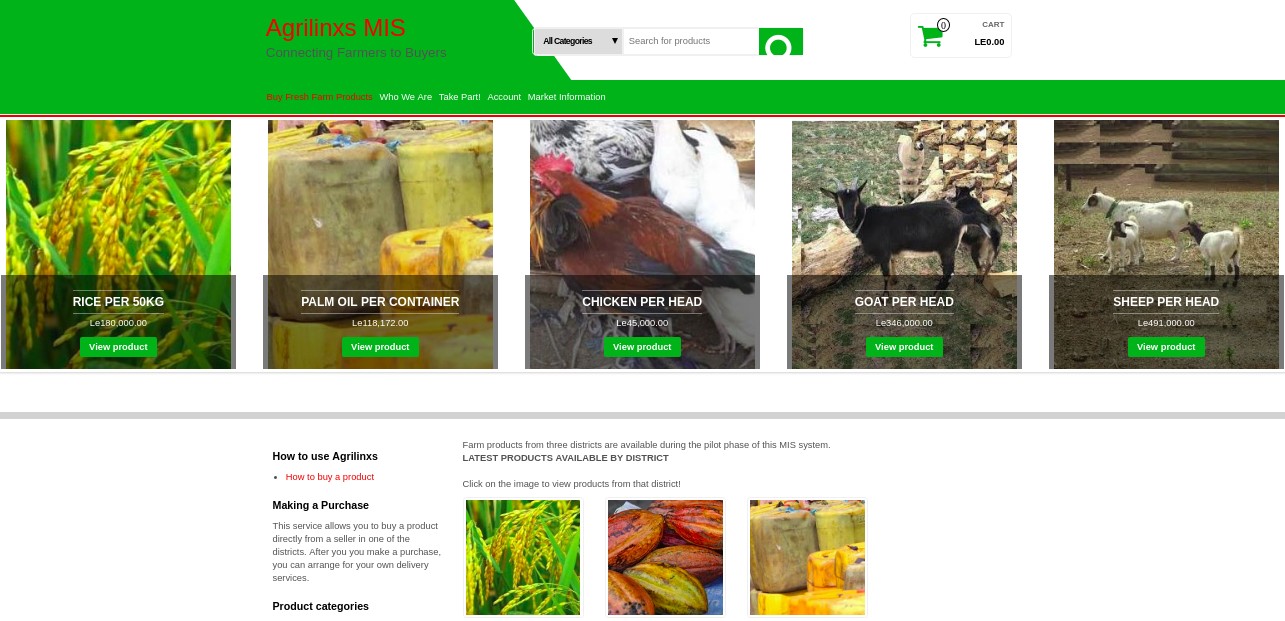 Agrilinxs MIS
Connecting Farmers to Buyers
All Categories ▼ Search for products
0
CART
LE0.00
Buy Fresh Farm Products Who We Are Take Part! Account Market Information
RICE PER 50KG
Le180,000.00
View product
PALM OIL PER CONTAINER
Le118,172.00
View product
CHICKEN PER HEAD
Le45,000.00
View product
GOAT PER HEAD
Le346,000.00
View product
SHEEP PER HEAD
Le491,000.00
View product
How to use Agrilinxs
• How to buy a product
Making a Purchase
This service allows you to buy a product
directly from a seller in one of the
districts. After you you make a purchase,
you can arrange for your own delivery
services.
Product categories
Farm products from three districts are available during the pilot phase of this MIS system.
LATEST PRODUCTS AVAILABLE BY DISTRICT
Click on the image to view products from that district!